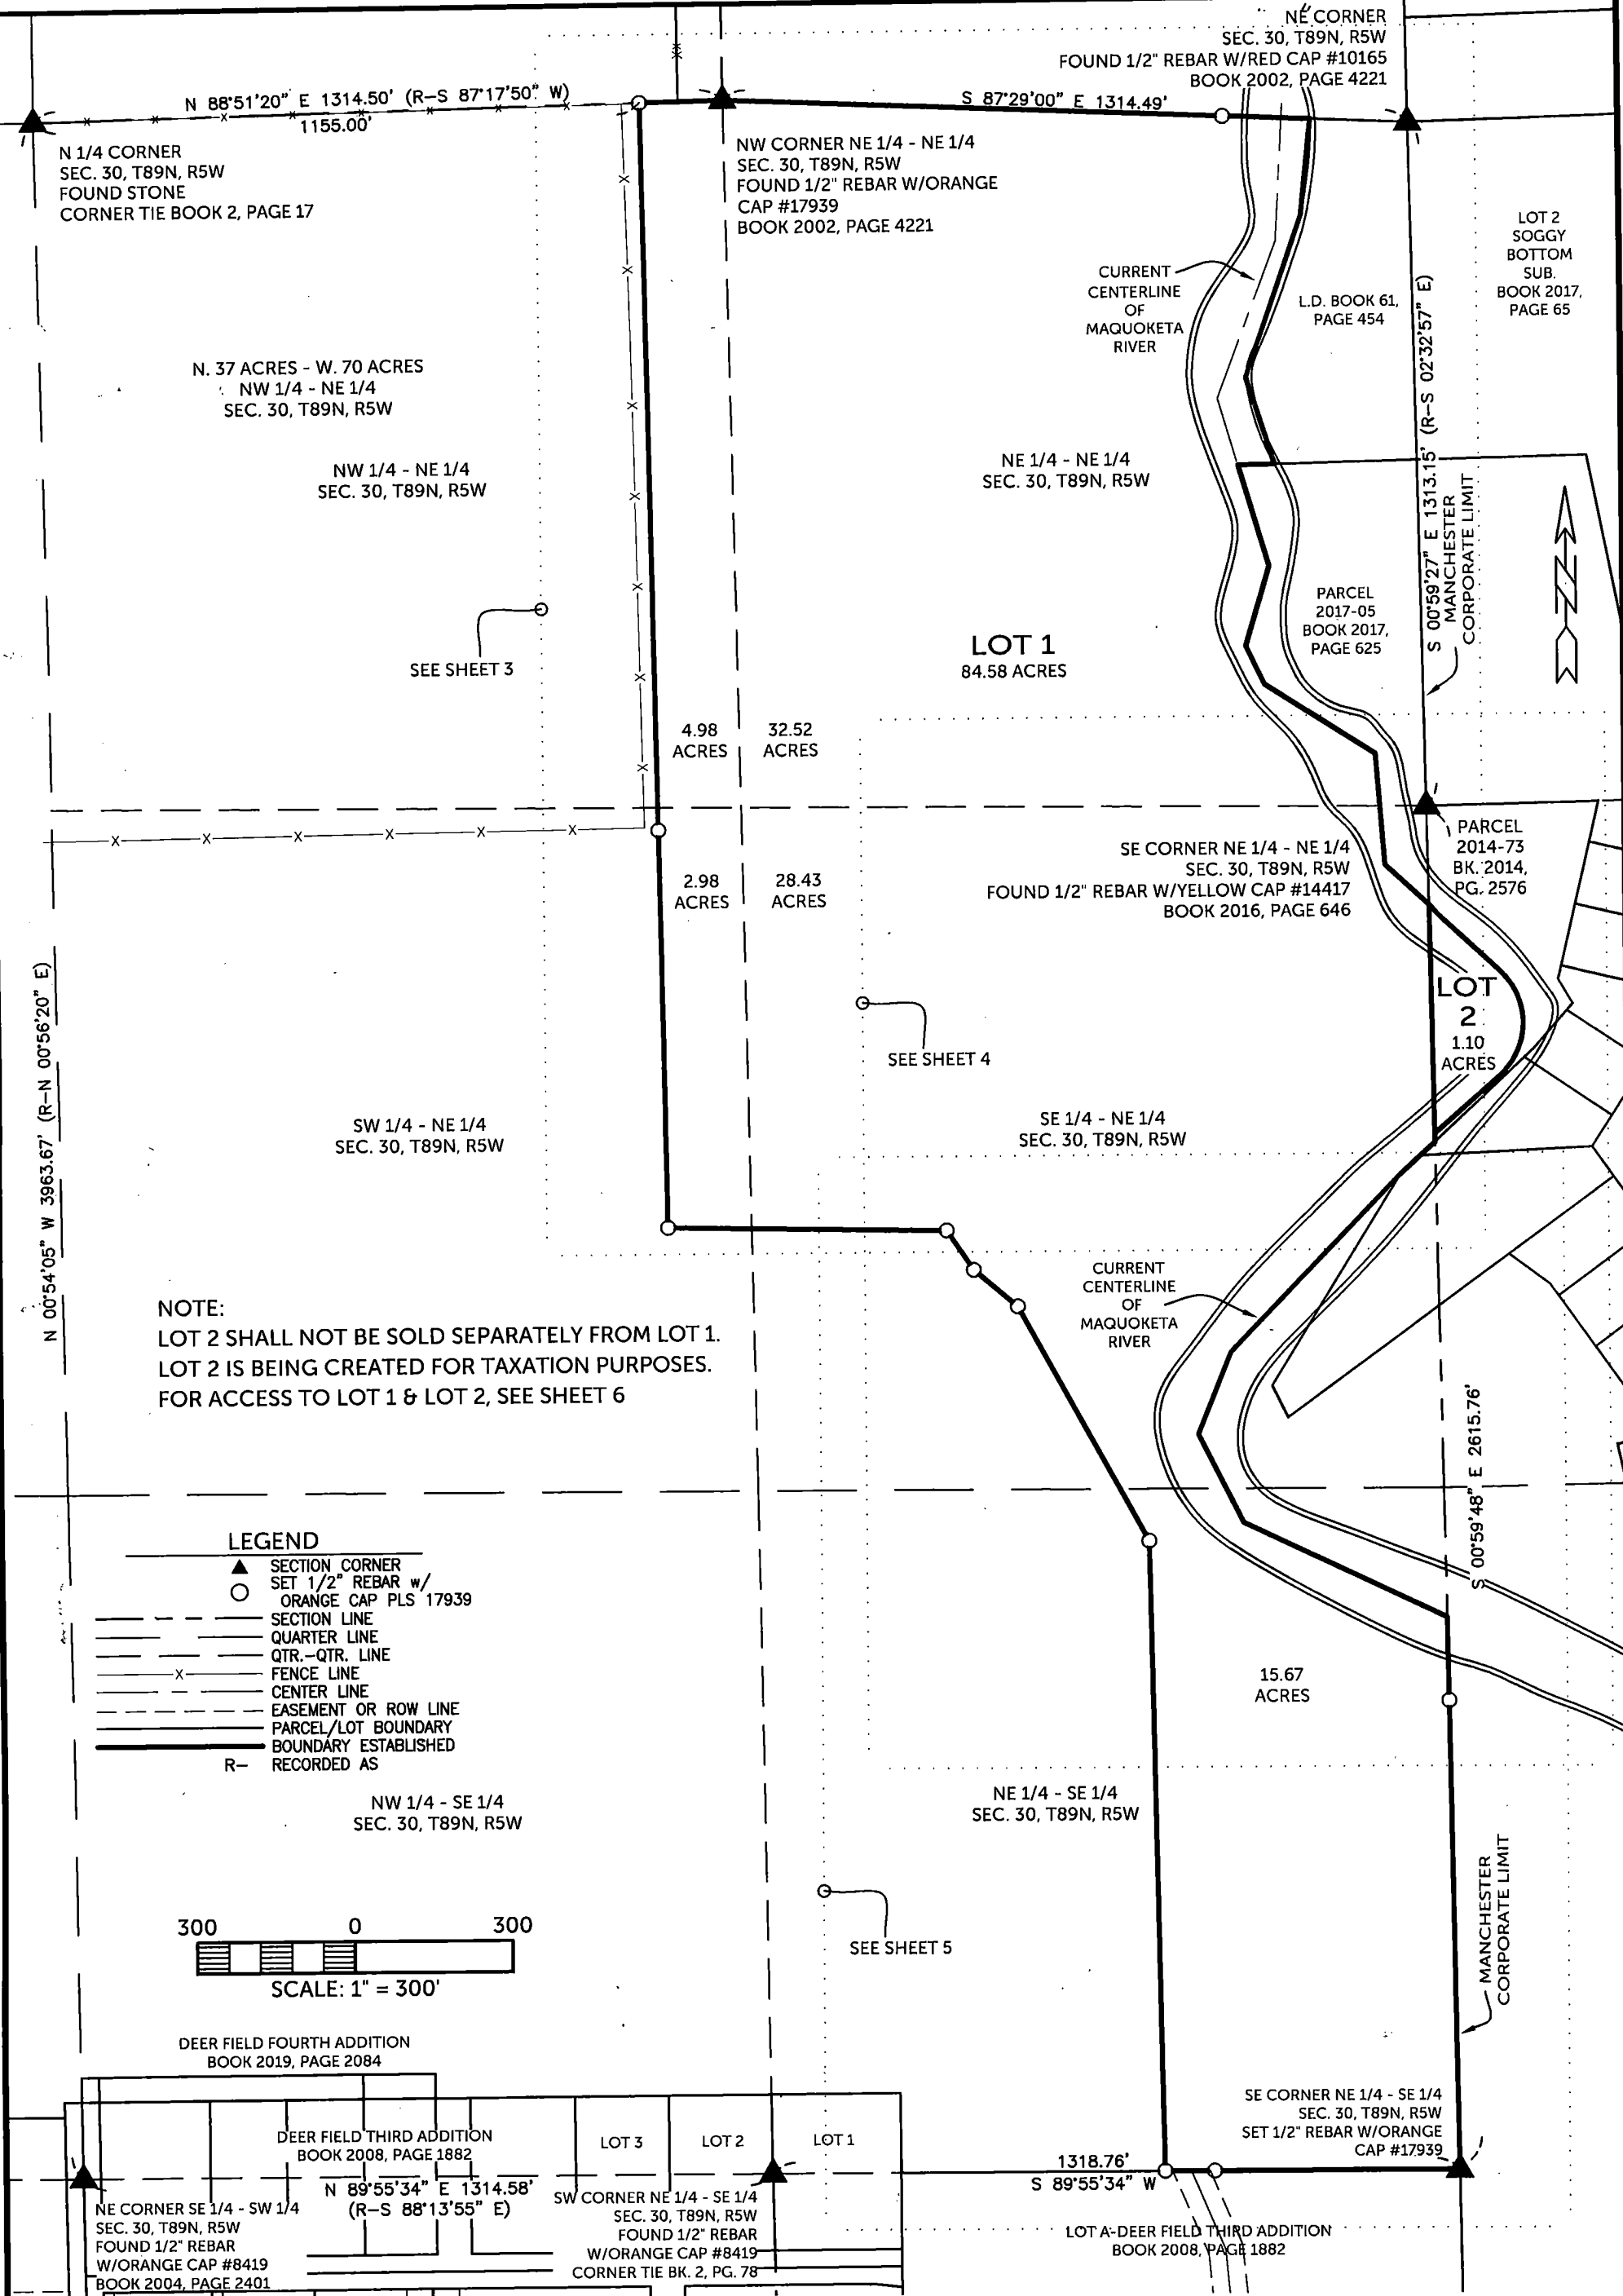 NE CORNER
SEC. 30, T89N, R5W
FOUND 1/2" REBAR W/RED CAP #10165
BOOK 2002, PAGE 4221
N 88°51'20" E 1314.50' (R-S 87°17'50" W)
1155.00'
S 87°29'00" E 1314.49'
N 1/4 CORNER
SEC. 30, T89N, R5W
FOUND STONE
CORNER TIE BOOK 2, PAGE 17
NW CORNER NE 1/4 - NE 1/4
SEC. 30, T89N, R5W
FOUND 1/2" REBAR W/ORANGE
CAP #17939
BOOK 2002, PAGE 4221
LOT 2
SOGGY
BOTTOM
SUB.
BOOK 2017,
PAGE 65
CURRENT
CENTERLINE
OF
MAQUOKETA
RIVER
L.D. BOOK 61,
PAGE 454
S 00°59'27" E 1313.15' (R-S 02°32'57" E)
MANCHESTER
CORPORATE LIMIT
N
N. 37 ACRES - W. 70 ACRES
NW 1/4 - NE 1/4
SEC. 30, T89N, R5W
NW 1/4 - NE 1/4
SEC. 30, T89N, R5W
NE 1/4 - NE 1/4
SEC. 30, T89N, R5W
PARCEL
2017-05
BOOK 2017,
PAGE 625
SEE SHEET 3
LOT 1
84.58 ACRES
4.98
ACRES
32.52
ACRES
SE CORNER NE 1/4 - NE 1/4
SEC. 30, T89N, R5W
FOUND 1/2" REBAR W/YELLOW CAP #14417
BOOK 2016, PAGE 646
PARCEL
2014-73
BK. 2014,
PG. 2576
2.98
ACRES
28.43
ACRES
LOT
2
1.10
ACRES
N 00°54'05" W 3963.67' (R-N 00°56'20" E)
SEE SHEET 4
SW 1/4 - NE 1/4
SEC. 30, T89N, R5W
SE 1/4 - NE 1/4
SEC. 30, T89N, R5W
CURRENT
CENTERLINE
OF
MAQUOKETA
RIVER
NOTE:
LOT 2 SHALL NOT BE SOLD SEPARATELY FROM LOT 1.
LOT 2 IS BEING CREATED FOR TAXATION PURPOSES.
FOR ACCESS TO LOT 1 & LOT 2, SEE SHEET 6
S 00°59'48" E 2615.76'
LEGEND
SECTION CORNER
SET 1/2" REBAR w/
ORANGE CAP PLS 17939
SECTION LINE
QUARTER LINE
QTR.-QTR. LINE
X FENCE LINE
CENTER LINE
EASEMENT OR ROW LINE
PARCEL/LOT BOUNDARY
BOUNDARY ESTABLISHED
R- RECORDED AS
15.67
ACRES
NW 1/4 - SE 1/4
SEC. 30, T89N, R5W
NE 1/4 - SE 1/4
SEC. 30, T89N, R5W
MANCHESTER
CORPORATE LIMIT
SEE SHEET 5
300 0 300
SCALE: 1" = 300'
DEER FIELD FOURTH ADDITION
BOOK 2019, PAGE 2084
DEER FIELD THIRD ADDITION
BOOK 2008, PAGE 1882
LOT 3
LOT 2
LOT 1
SE CORNER NE 1/4 - SE 1/4
SEC. 30, T89N, R5W
SET 1/2" REBAR W/ORANGE
CAP #17939
1318.76'
S 89°55'34" W
N 89°55'34" E 1314.58'
(R-S 88°13'55" E)
NE CORNER SE 1/4 - SW 1/4
SEC. 30, T89N, R5W
FOUND 1/2" REBAR
W/ORANGE CAP #8419
BOOK 2004, PAGE 2401
SW CORNER NE 1/4 - SE 1/4
SEC. 30, T89N, R5W
FOUND 1/2" REBAR
W/ORANGE CAP #8419
CORNER TIE BK. 2, PG. 78
LOT A-DEER FIELD THIRD ADDITION
BOOK 2008, PAGE 1882